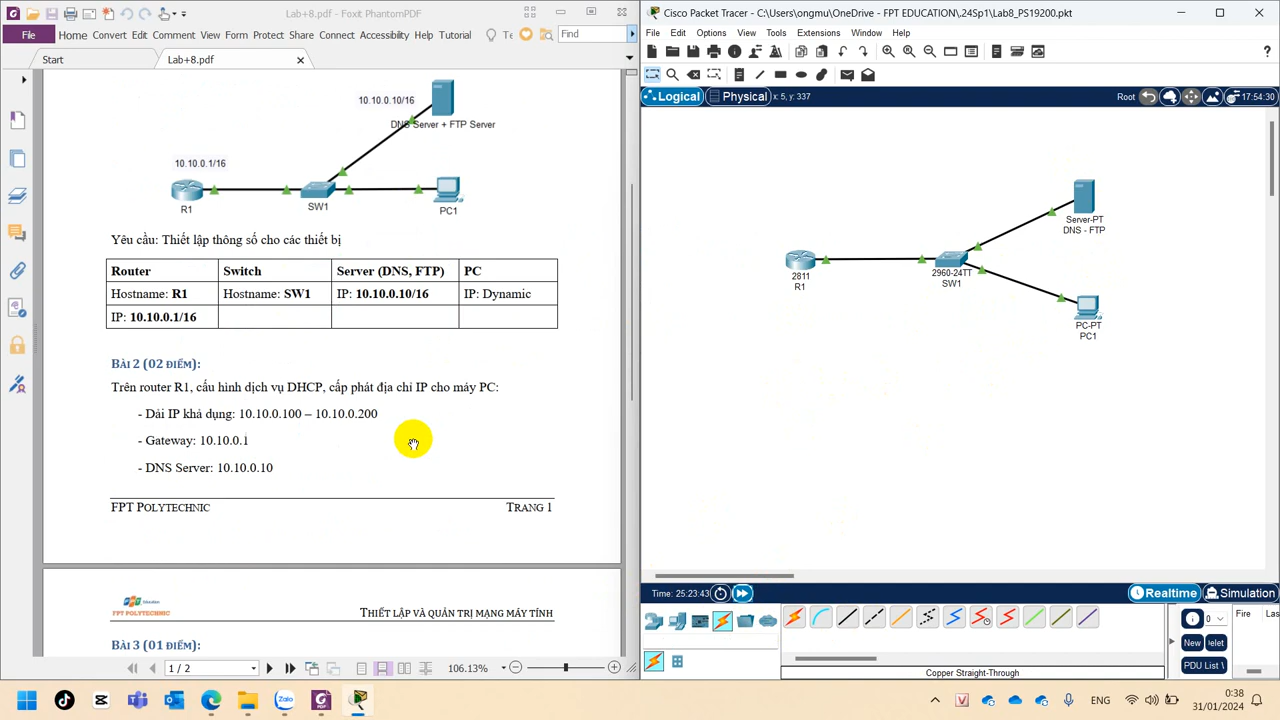 Lab+8.pdf - Foxit PhantomPDF
File Home Convert Edit Comment View Form Protect Share Connect Accessibility Help Tutorial Te Find
Start Lab+8.pdf
10.10.0.10/16
DNS Server + FTP Server
10.10.0.1/16
R1 SW1 PC1
Yêu cầu: Thiết lập thông số cho các thiết bị
Router Switch Server (DNS, FTP) PC
Hostname: R1 Hostname: SW1 IP: 10.10.0.10/16 IP: Dynamic
IP: 10.10.0.1/16
BÀI 2 (02 ĐIỂM):
Trên router R1, cấu hình dịch vụ DHCP, cấp phát địa chỉ IP cho máy PC:
- Dải IP khả dụng: 10.10.0.100 – 10.10.0.200
- Gateway: 10.10.0.1
- DNS Server: 10.10.0.10
FPT POLYTECHNIC TRANG 1
FPT Education
FPT POLYTECHNIC
THIẾT LẬP VÀ QUẢN TRỊ MẠNG MÁY TÍNH
BÀI 3 (01 ĐIỂM):
1 / 2 106.13%
Cisco Packet Tracer - C:\Users\ongmu\OneDrive - FPT EDUCATION\.24Sp1\Lab8_PS19200.pkt
File Edit Options View Tools Extensions Window Help
?
Logical Physical x: 5, y: 337 Root 17:54:30
Server-PT
DNS - FTP
2811
R1
2960-24TT
SW1
PC-PT
PC1
Time: 25:23:43 Realtime Simulation
0 Fire Las
New elet
PDU List V
Copper Straight-Through
Zalo
V
ENG
0:38
31/01/2024